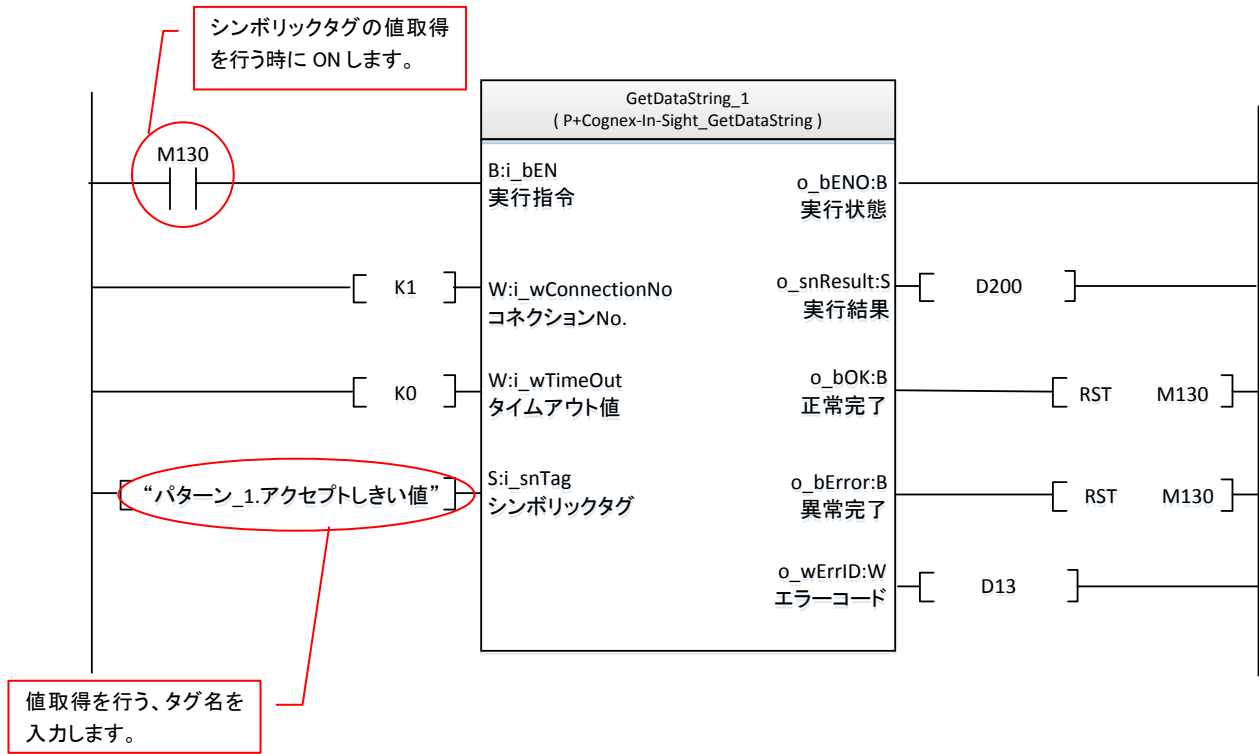 シンボリックタグの値取得
を行う時に ON します。
GetDataString_1
( P+Cognex-In-Sight_GetDataString )
M130
B:i_bEN
実行指令
o_bENO:B
実行状態
K1
W:i_wConnectionNo
コネクションNo.
o_snResult:S
実行結果
D200
K0
W:i_wTimeOut
タイムアウト値
o_bOK:B
正常完了
RST M130
“パターン_1.アクセプトしきい値”
S:i_snTag
シンボリックタグ
o_bError:B
異常完了
RST M130
o_wErrID:W
エラーコード
D13
値取得を行う、タグ名を
入力します。